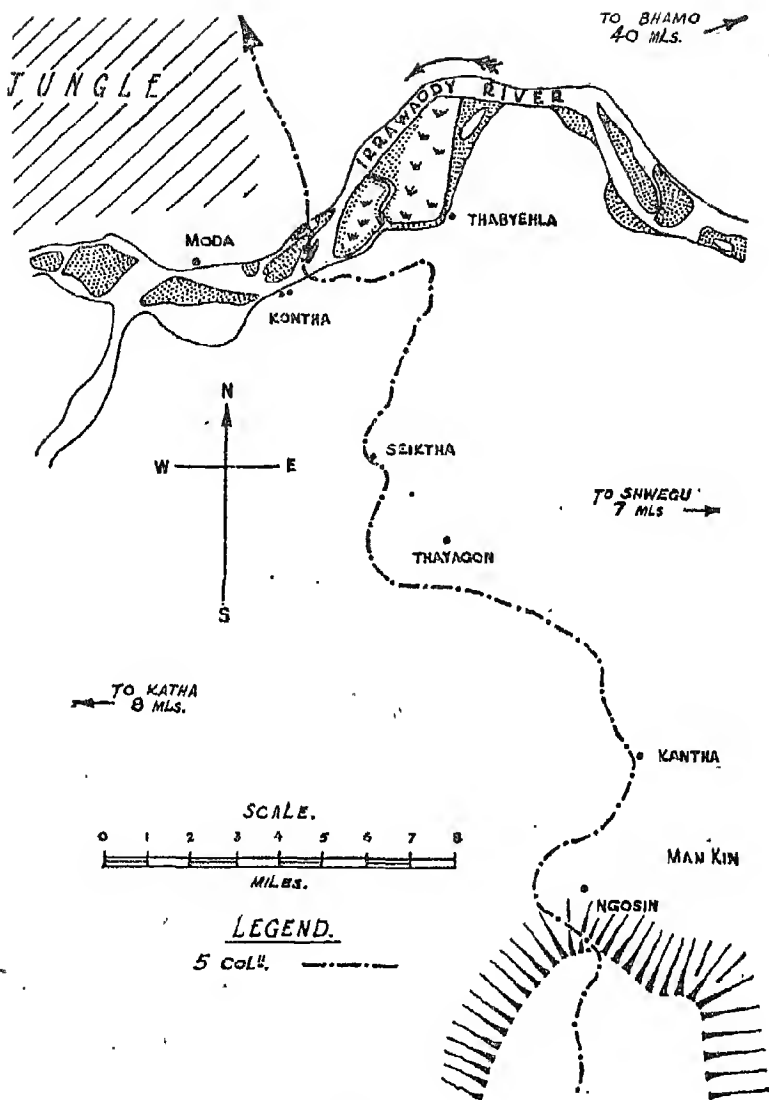 TO BHAMO
40 MLS.
JUNGLE
IRRAWADDY RIVER
THABYEHLA
MODA
KONTHA
N
W E
S
SEIKTHA
TO SHWEGU
7 MLS
THAYAGON
TO KATHA
8 MLS.
KANTHA
SCALE.
0 1 2 3 4 5 6 7 8
MILES.
MAN KIN
NGOSIN
LEGEND.
5 COLⁿ.